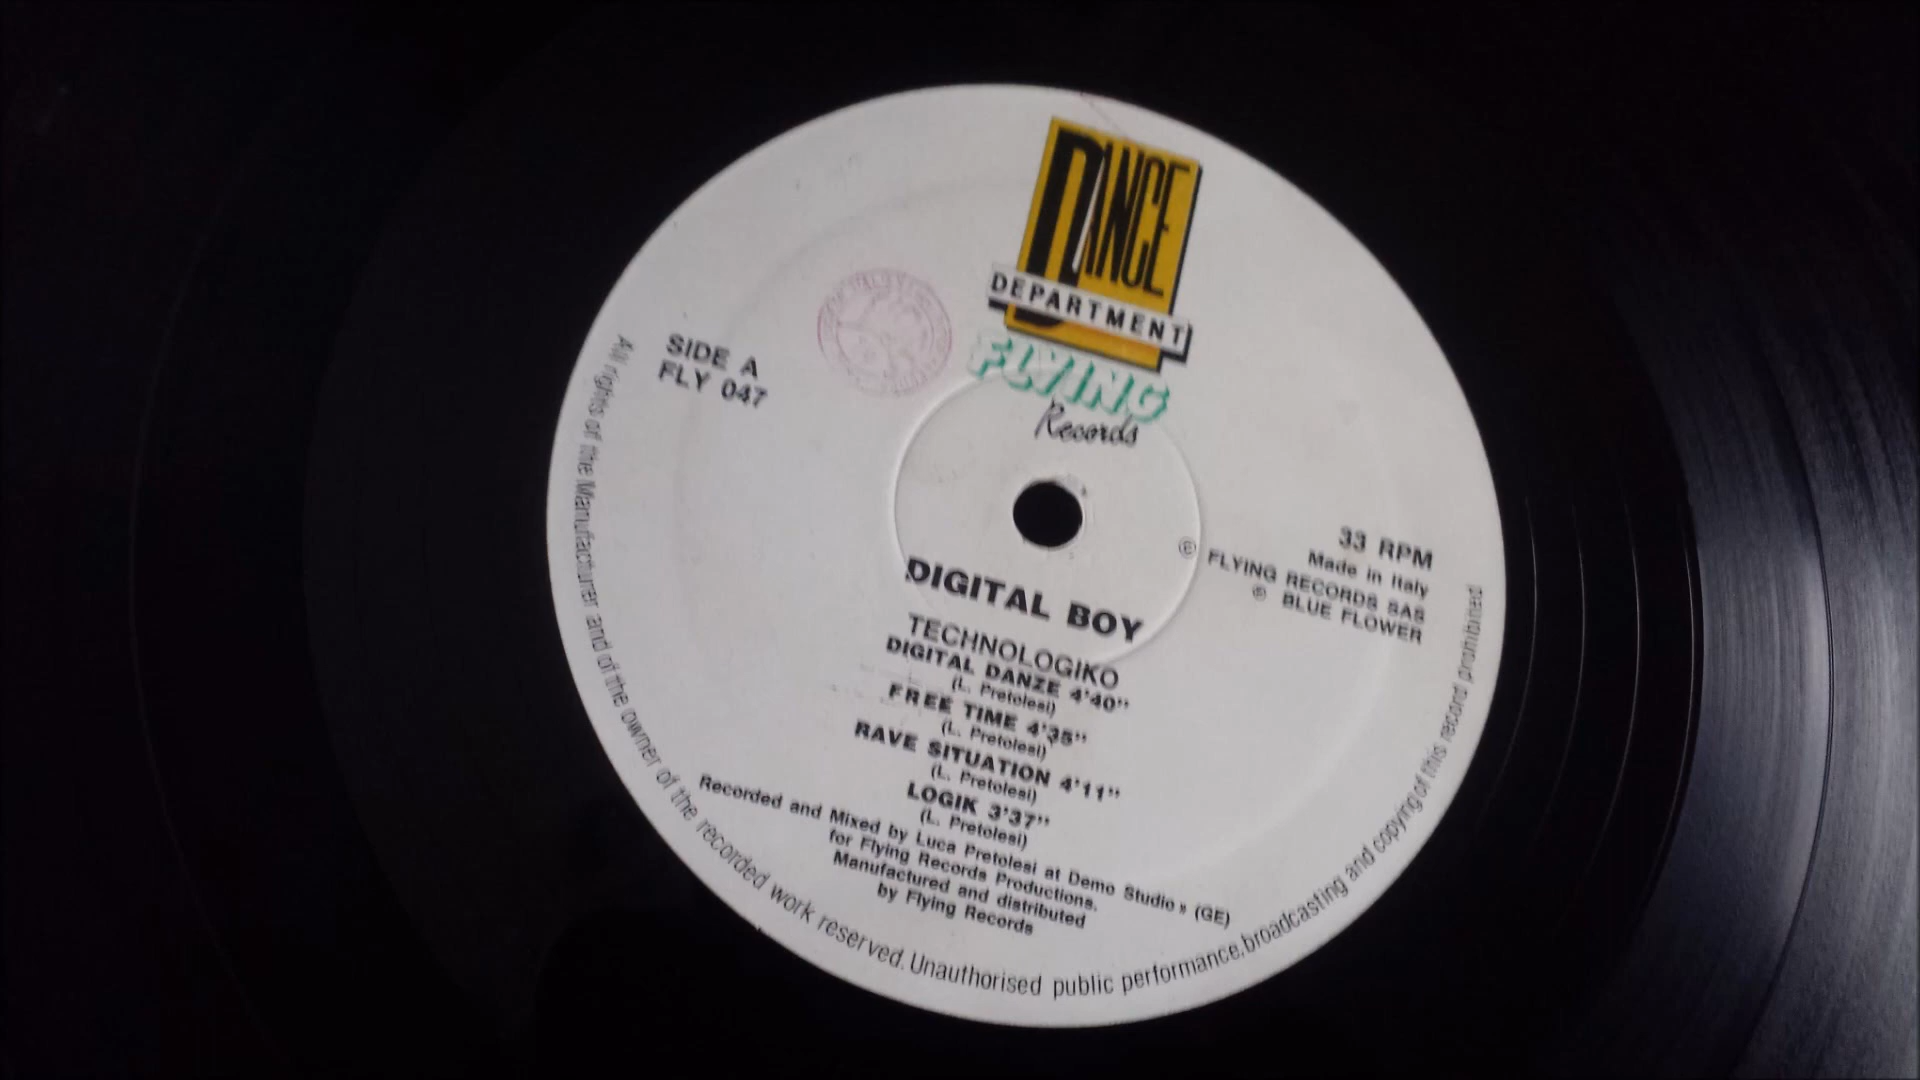 DANCE
DEPARTMENT
FLYING
Records
SIDE A
FLY 047
33 RPM
Made in Italy
© FLYING RECORDS SAS
℗ BLUE FLOWER
DIGITAL BOY
TECHNOLOGIKO
DIGITAL DANZE 4'40"
(L. Pretolesi)
FREE TIME 4'35"
(L. Pretolesi)
RAVE SITUATION 4'11"
(L. Pretolesi)
LOGIK 3'37"
(L. Pretolesi)
Recorded and Mixed by Luca Pretolesi at Demo Studio» (GE)
for Flying Records Productions.
Manufactured and distributed
by Flying Records
All rights of the Manufacturer and of the owner of the recorded work reserved. Unauthorised public performance, broadcasting and copying of this record prohibited